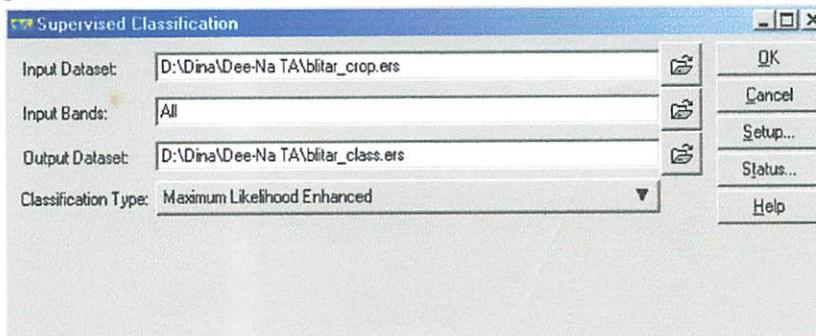 Supervised Classification
Input Dataset: D:\Dina\Dee-Na TA\blitar_crop.ers
OK
Input Bands: All
Cancel
Setup...
Output Dataset: D:\Dina\Dee-Na TA\blitar_class.ers
Status...
Classification Type: Maximum Likelihood Enhanced
Help